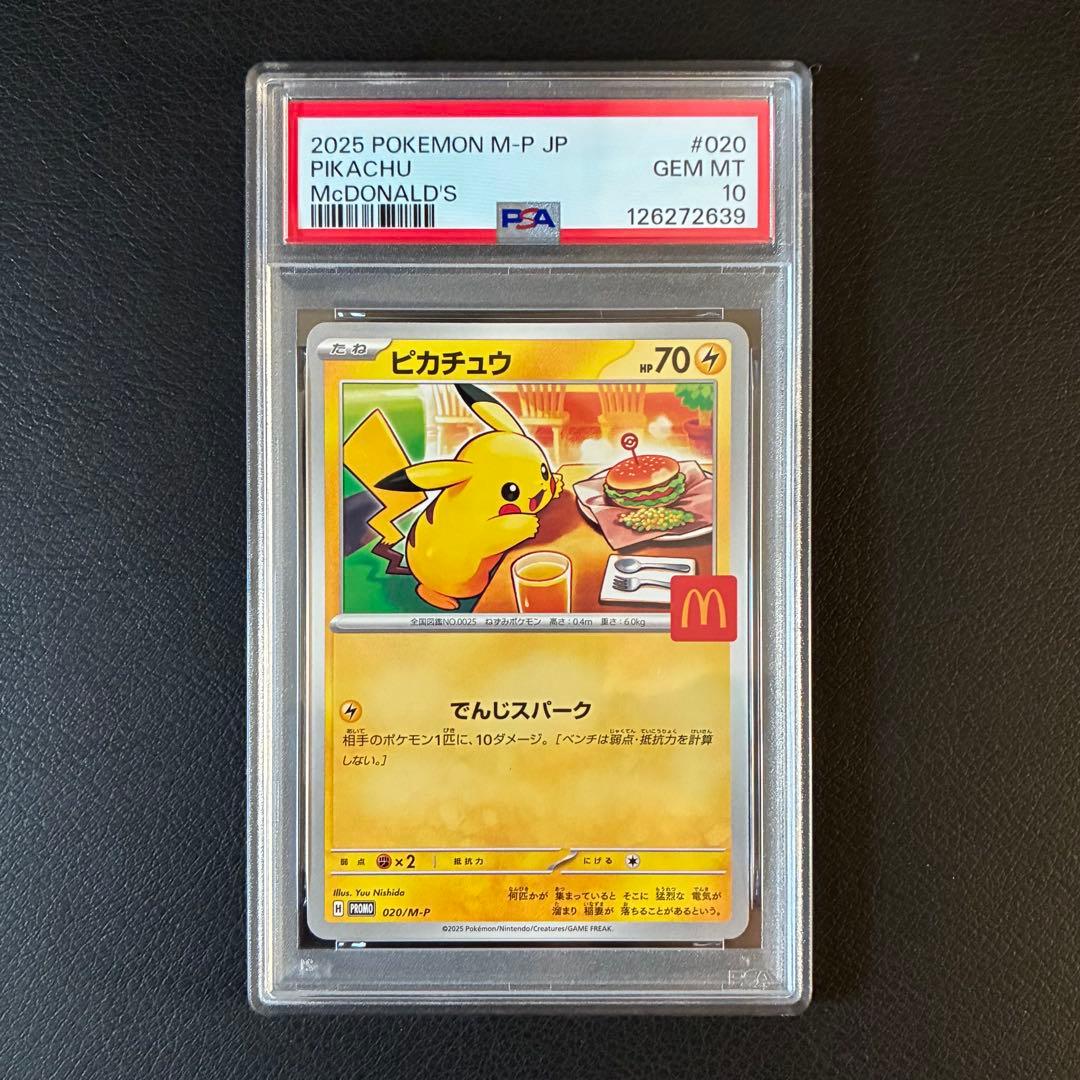 2025 POKEMON M-P JP #020
PIKACHU GEM MT
McDONALD'S 10
PSA 126272639
たね ピカチュウ HP70
全国図鑑NO.0025 ねずみポケモン 高さ:0.4m 重さ:6.0kg
でんじスパーク
相手のポケモン1匹に、10ダメージ。[ベンチは弱点・抵抗力を計算
しない。]
弱点 ×2 抵抗力 にげる
Illus. Yuu Nishida
何匹かが 集まっていると そこに 猛烈な 電気が
溜まり 稲妻が 落ちることがあるという。
H PROMO 020/M-P
©2025 Pokémon/Nintendo/Creatures/GAME FREAK.
PSA